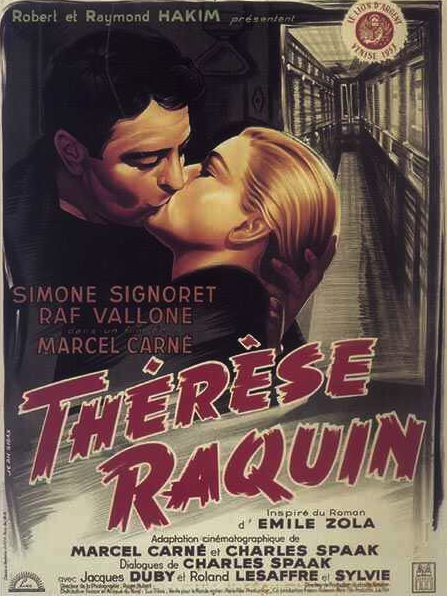 Robert et Raymond HAKIM présentent
LE LION D'ARGENT
VENISE 1953
SIMONE SIGNORET
RAF VALLONE
dans un film de
MARCEL CARNÉ
THÉRÈSE
RAQUIN
Inspiré du Roman
d' EMILE ZOLA
Adaptation cinématographique de
MARCEL CARNÉ ET CHARLES SPAAK
Dialogues de CHARLES SPAAK
avec Jacques DUBY et Roland LESAFFRE et SYLVIE